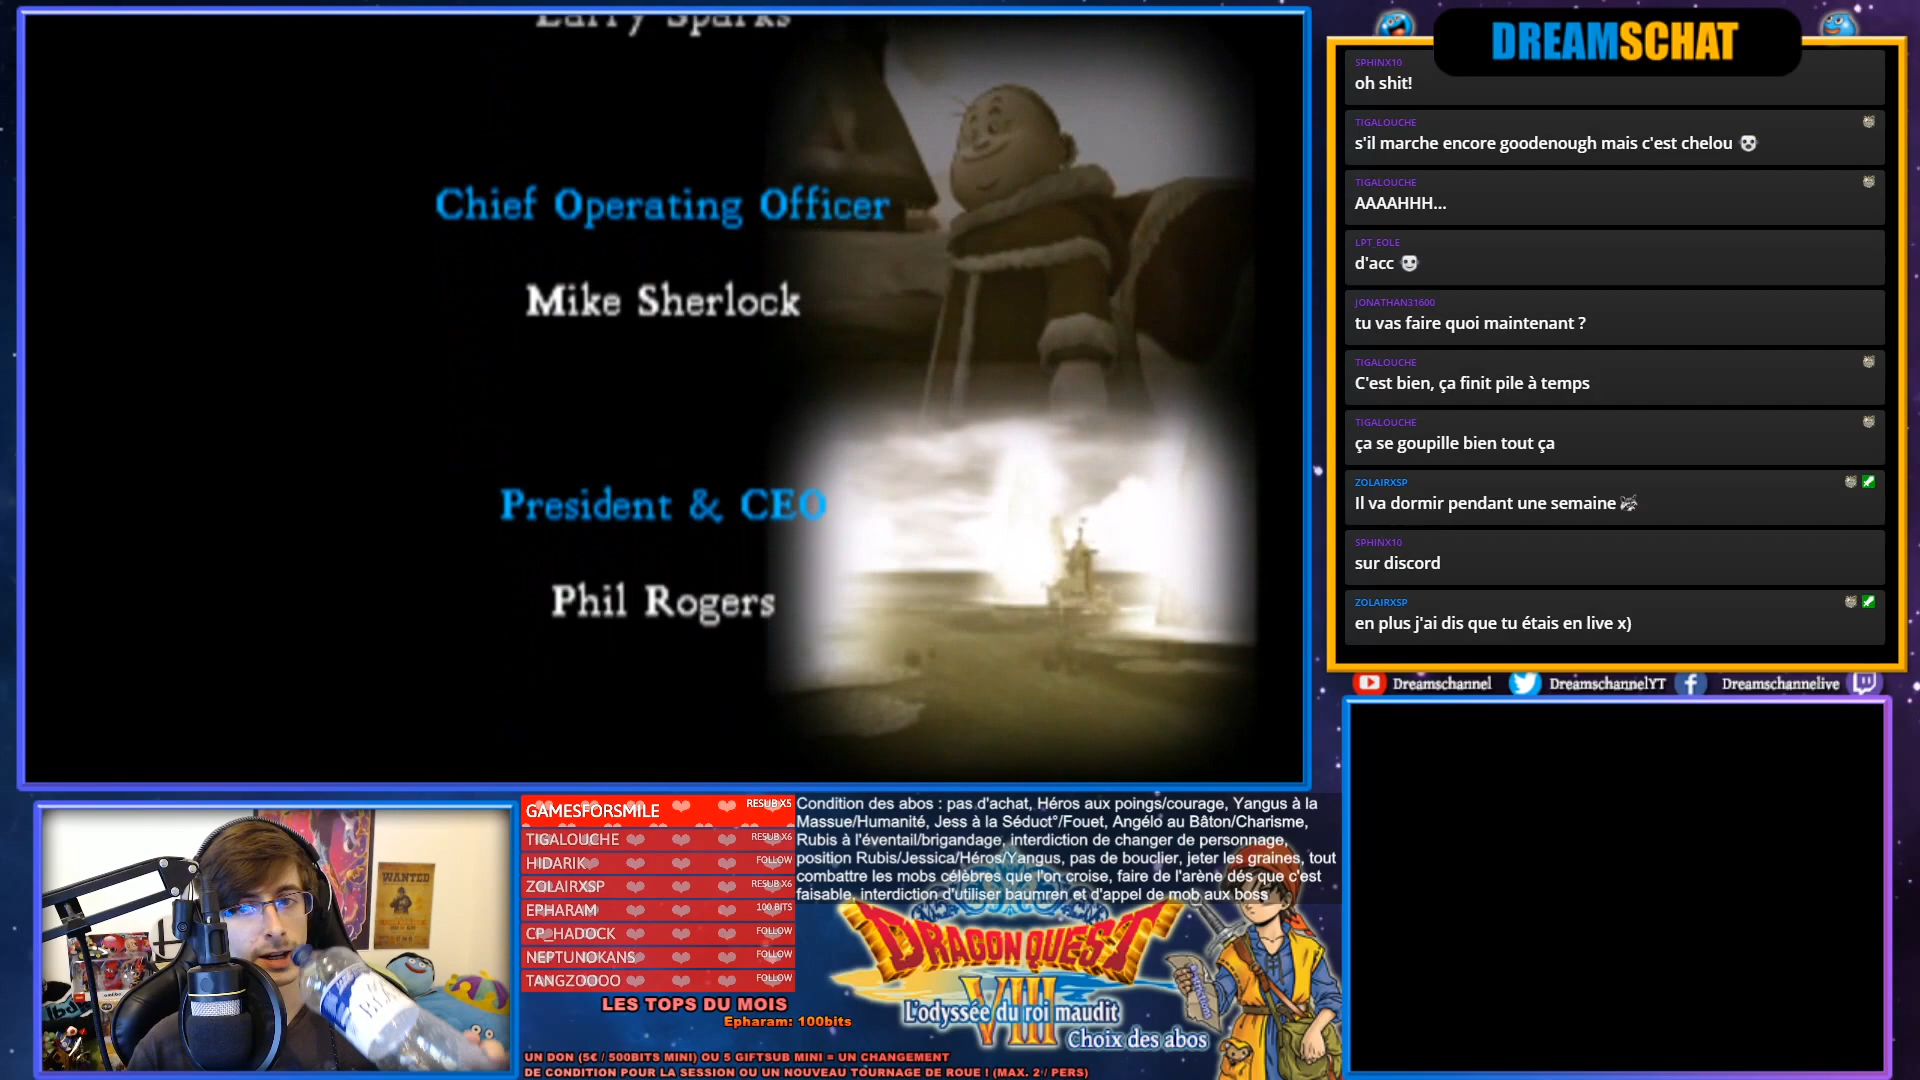 Larry Sparks
Chief Operating Officer
Mike Sherlock
President & CEO
Phil Rogers
DREAMSCHAT
SPHINX10
oh shit!
TIGALOUCHE
s'il marche encore goodenough mais c'est chelou
TIGALOUCHE
AAAAHHH...
LPT_EOLE
d'acc
JONATHAN31600
tu vas faire quoi maintenant ?
TIGALOUCHE
C'est bien, ça finit pile à temps
TIGALOUCHE
ça se goupille bien tout ça
ZOLAIRXSP
Il va dormir pendant une semaine
SPHINX10
sur discord
ZOLAIRXSP
en plus j'ai dis que tu étais en live x)
Dreamschannel DreamschannelYT Dreamschannelive
WANTED
GAMESFORSMILE RESUB X5
TIGALOUCHE RESUB X6
HIDARIK FOLLOW
ZOLAIRXSP RESUB X6
EPHARAM 100 BITS
CP_HADOCK FOLLOW
NEPTUNOKANS FOLLOW
TANGZOOOO FOLLOW
LES TOPS DU MOIS
Epharam: 100bits
Condition des abos : pas d'achat, Héros aux poings/courage, Yangus à la
Massue/Humanité, Jess à la Séduct°/Fouet, Angélo au Bâton/Charisme,
Rubis à l'éventail/brigandage, interdiction de changer de personnage,
position Rubis/Jessica/Héros/Yangus, pas de bouclier, jeter les graines, tout
combattre les mobs célèbres que l'on croise, faire de l'arène dés que c'est
faisable, interdiction d'utiliser baumren et d'appel de mob aux boss
DRAGON QUEST
VIII
L'odyssée du roi maudit
Choix des abos
UN DON (5€ / 500BITS MINI) OU 5 GIFTSUB MINI = UN CHANGEMENT
DE CONDITION POUR LA SESSION OU UN NOUVEAU TOURNAGE DE ROUE ! (MAX. 2 / PERS)